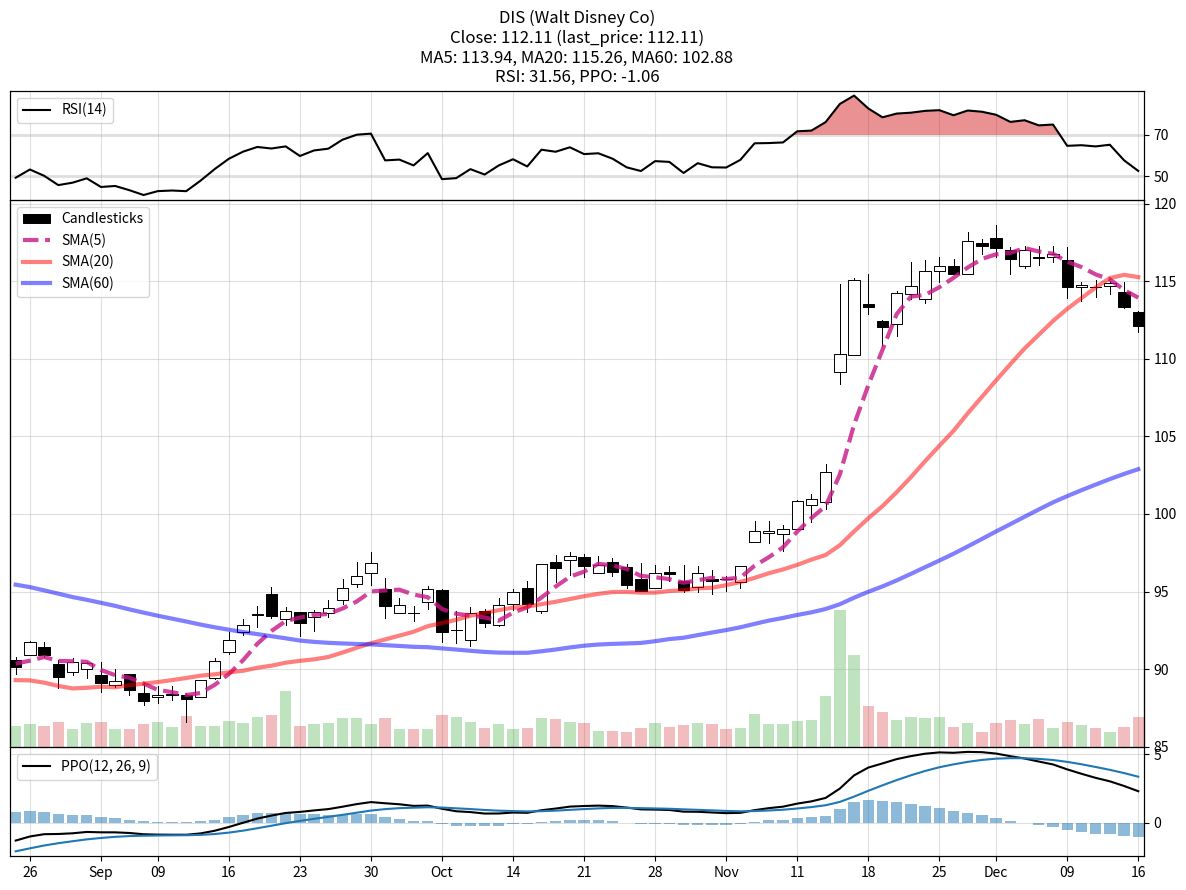 DIS (Walt Disney Co)
Close: 112.11 (last_price: 112.11)
MA5: 113.94, MA20: 115.26, MA60: 102.88
RSI: 31.56, PPO: -1.06
RSI(14)
70
50
Candlesticks
SMA(5)
SMA(20)
SMA(60)
120
115
110
105
100
95
90
85
PPO(12, 26, 9)
5
0
26 Sep 09 16 23 30 Oct 14 21 28 Nov 11 18 25 Dec 09 16